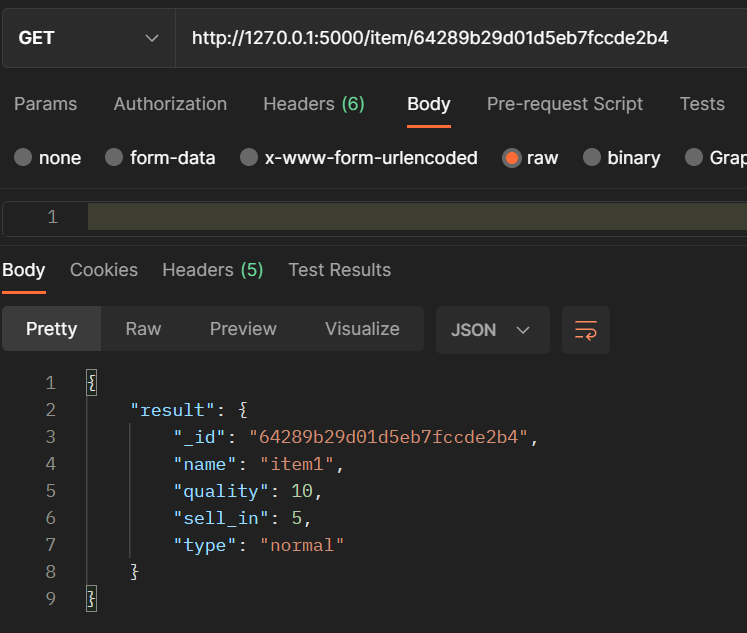 GET http://127.0.0.1:5000/item/64289b29d01d5eb7fccde2b4
Params Authorization Headers (6) Body Pre-request Script Tests
none form-data x-www-form-urlencoded raw binary Grap
1
Body Cookies Headers (5) Test Results
Pretty Raw Preview Visualize JSON
1 {
2 "result": {
3 "_id": "64289b29d01d5eb7fccde2b4",
4 "name": "item1",
5 "quality": 10,
6 "sell_in": 5,
7 "type": "normal"
8 }
9 }